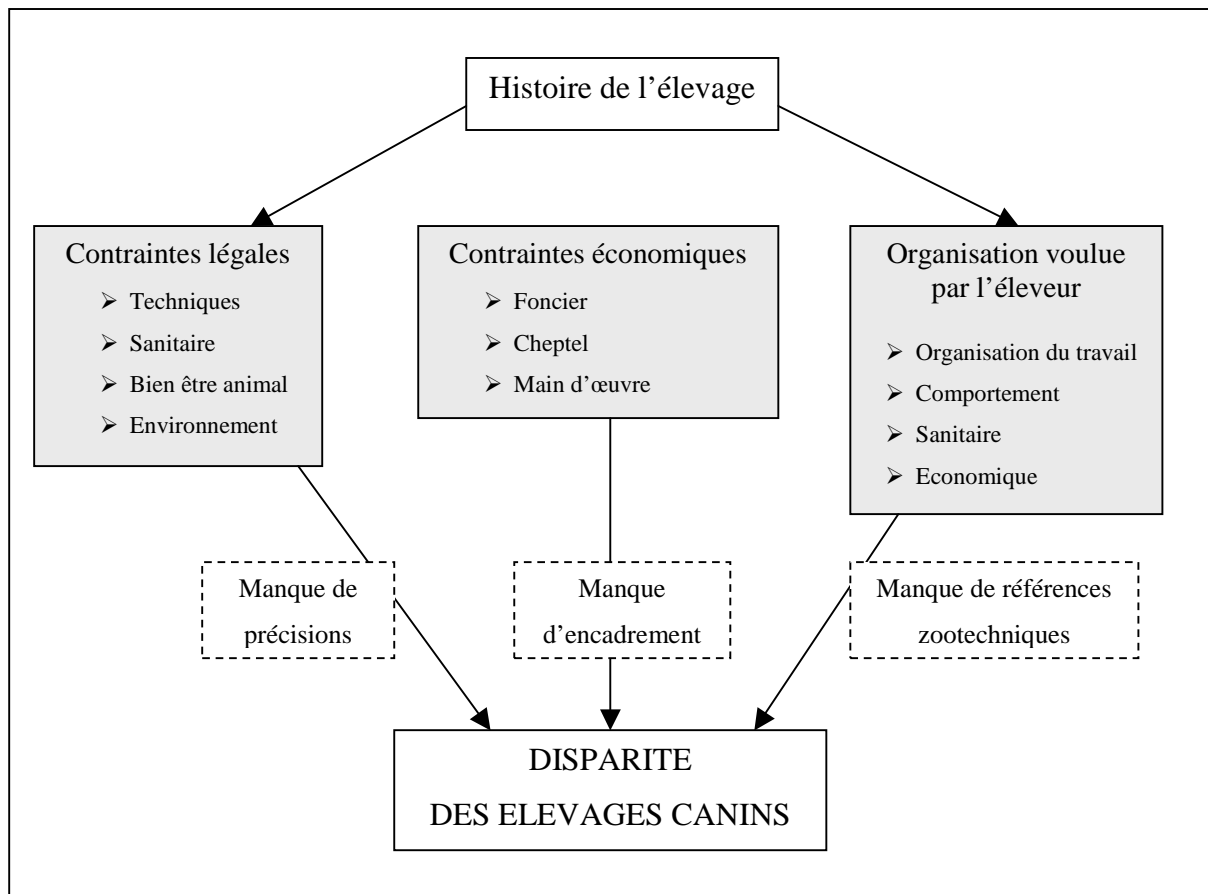 Histoire de l’élevage
Contraintes légales
➢ Techniques
➢ Sanitaire
➢ Bien être animal
➢ Environnement
Contraintes économiques
➢ Foncier
➢ Cheptel
➢ Main d’œuvre
Organisation voulue
par l’éleveur
➢ Organisation du travail
➢ Comportement
➢ Sanitaire
➢ Economique
Manque de
précisions
Manque
d’encadrement
Manque de références
zootechniques
DISPARITE
DES ELEVAGES CANINS